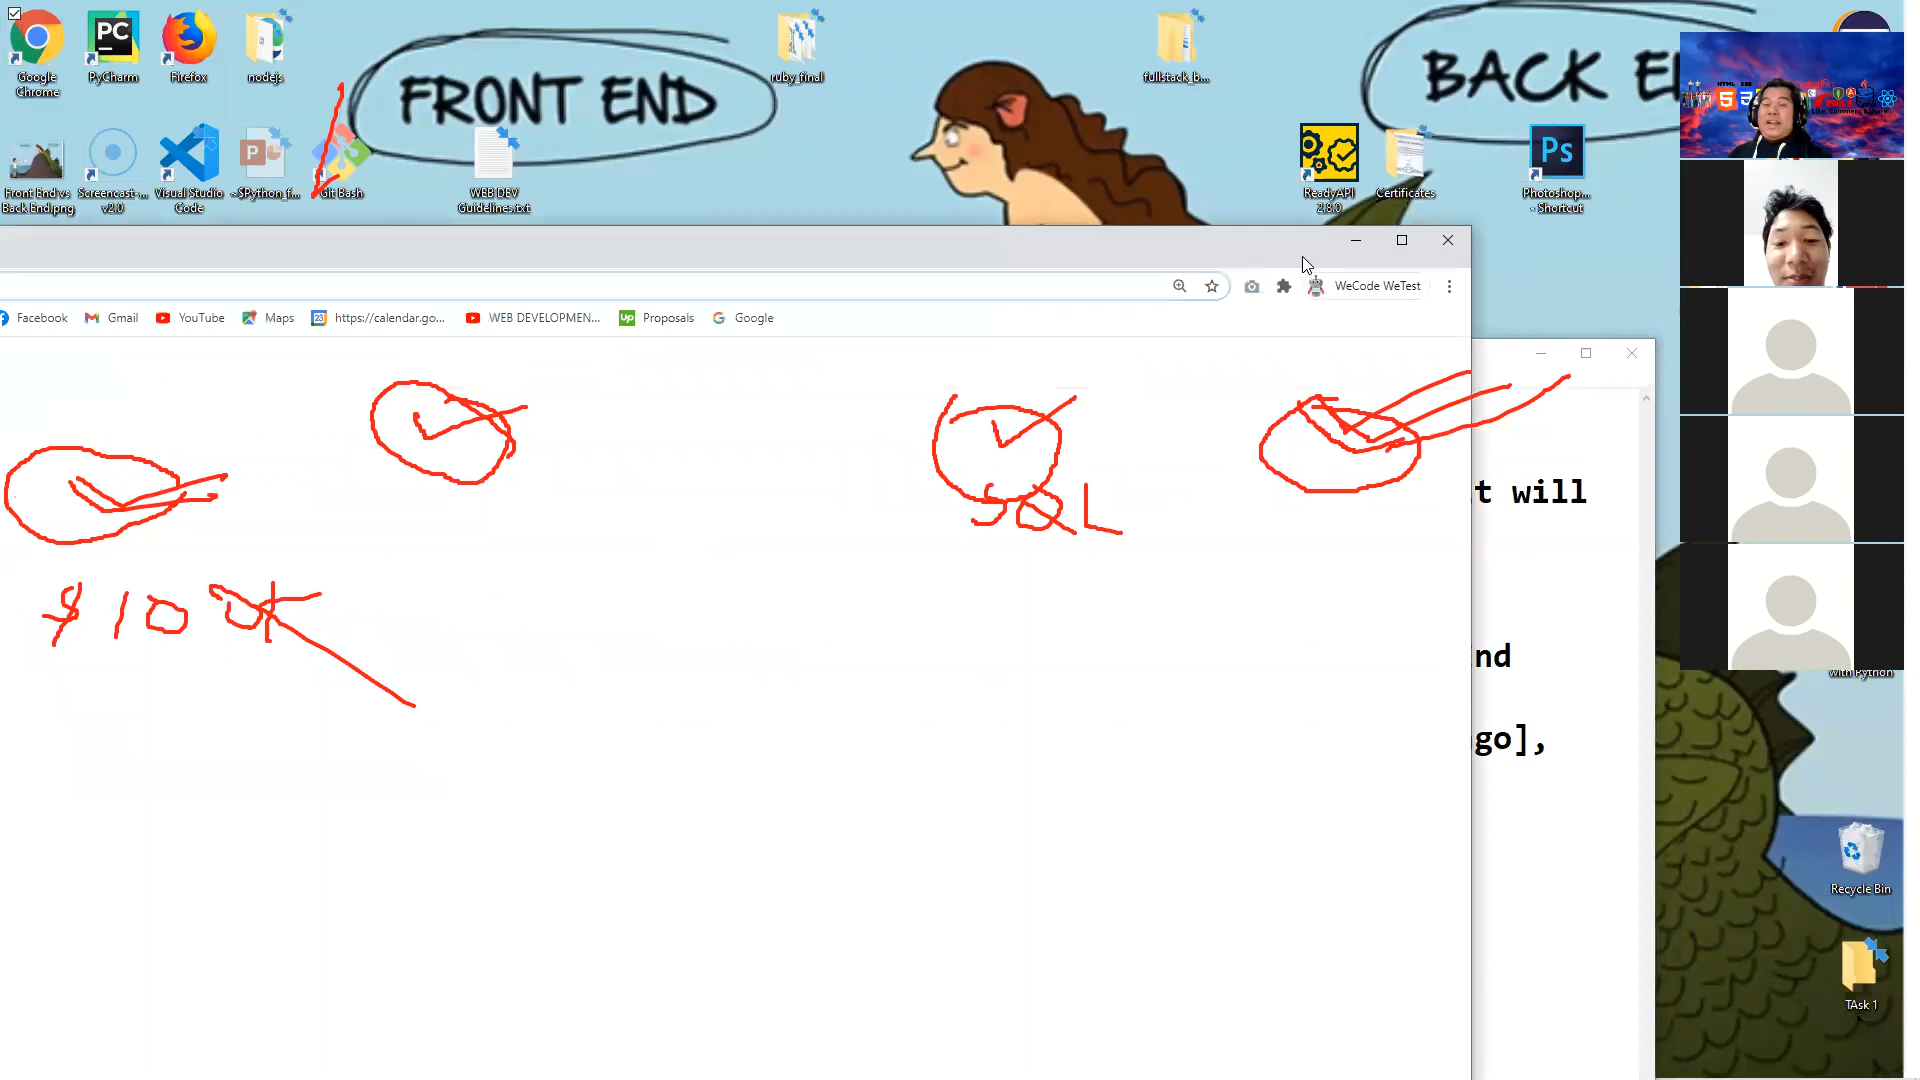 Google Chrome
PyCharm
Firefox
nodejs
FRONT END
ruby_final
fullstack_b...
BACK E
Front End vs Back End.png
Screencast-... v2.0
Visual Studio Code
~$Python_f...
Git Bash
WEB DEV Guidelines.txt
ReadyAPI 2.8.0
Certificates
Photoshop... - Shortcut
WeCode WeTest
Facebook
Gmail
YouTube
Maps
https://calendar.go...
WEB DEVELOPMEN...
Proposals
Google
SQL
t will
$100K
nd
go],
with Python
Recycle Bin
TAsk 1